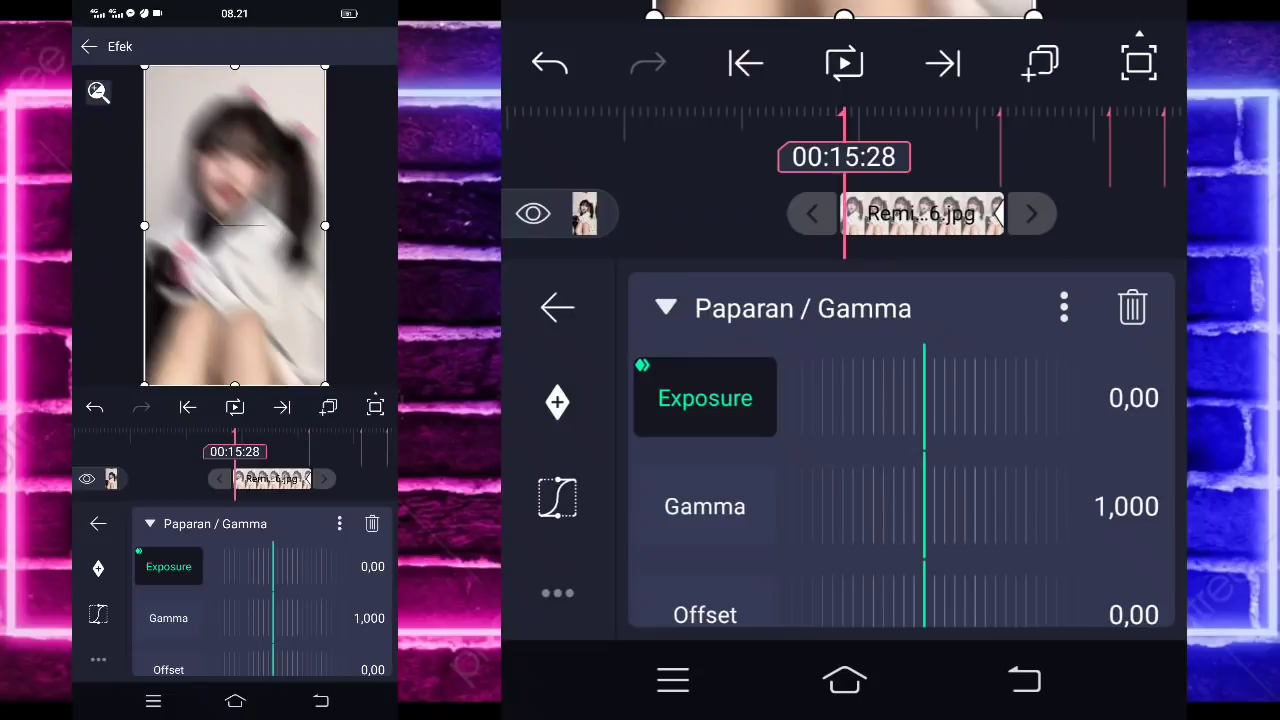 08.21
Efek
00:15:28
Remi...6.jpg
Paparan / Gamma
Exposure
0,00
Gamma
1,000
Offset
0,00
00:15:28
Remi...6.jpg
Paparan / Gamma
Exposure
0,00
Gamma
1,000
Offset
0,00